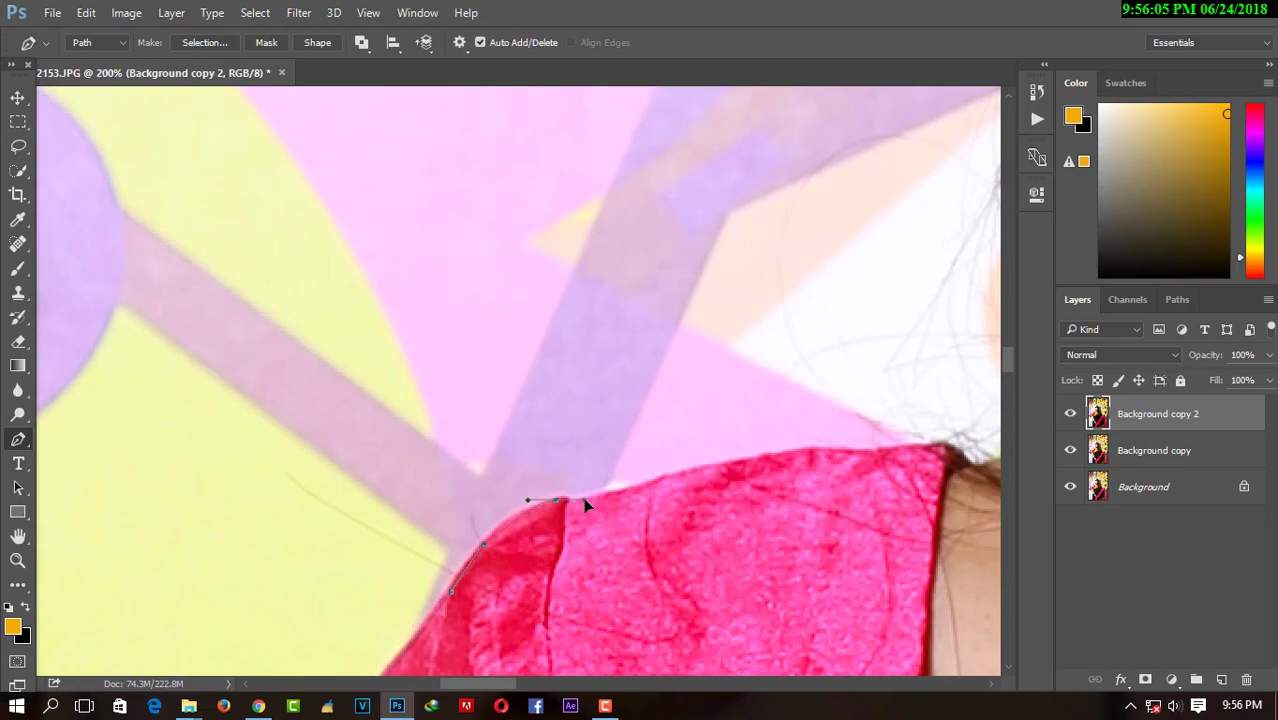 9:56:05 PM 06/24/2018
Ps File Edit Image Layer Type Select Filter 3D View Window Help
Path Make: Selection... Mask Shape Auto Add/Delete Align Edges Essentials
2153.JPG @ 200% (Background copy 2, RGB/8) *
Color Swatches
Layers Channels Paths
Kind
Normal Opacity: 100%
Lock: Fill: 100%
Background copy 2
Background copy
Background
Doc: 74.3M/222.8M
9:56 PM